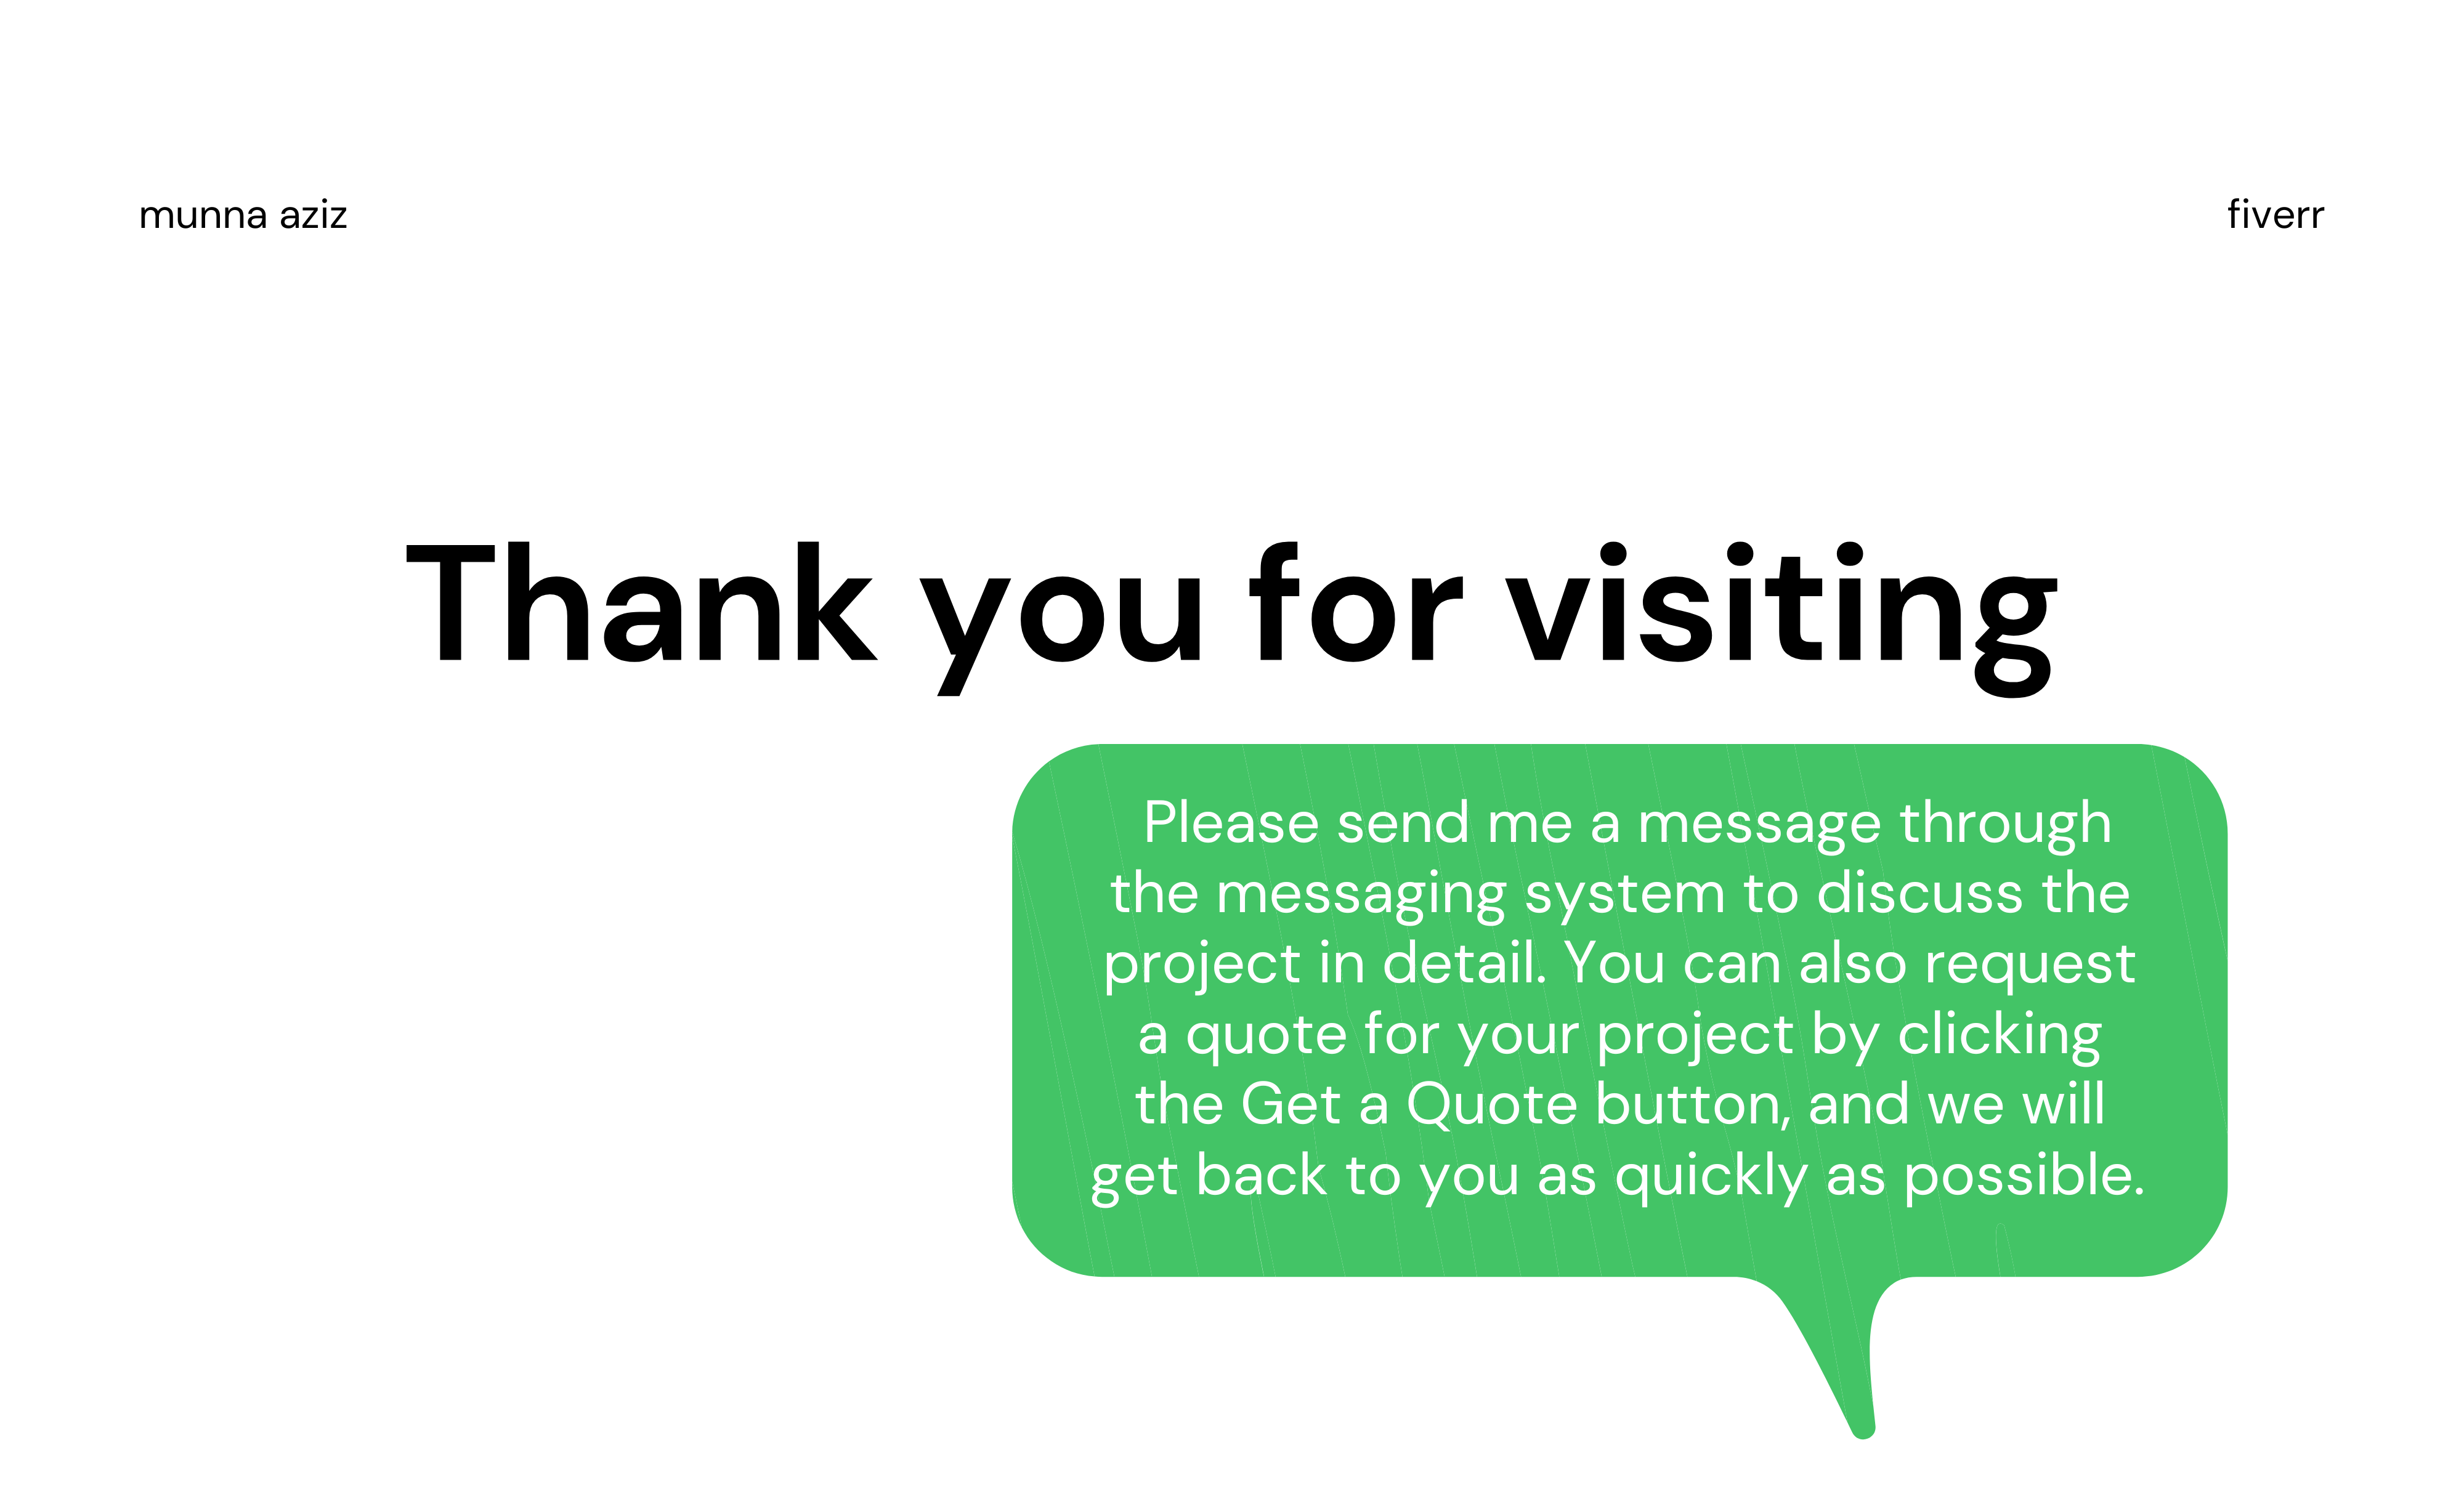 munna aziz
fiverr
Thank you for visiting
Please send me a message through
the messaging system to discuss the
project in detail. You can also request
a quote for your project by clicking
the Get a Quote button, and we will
get back to you as quickly as possible.